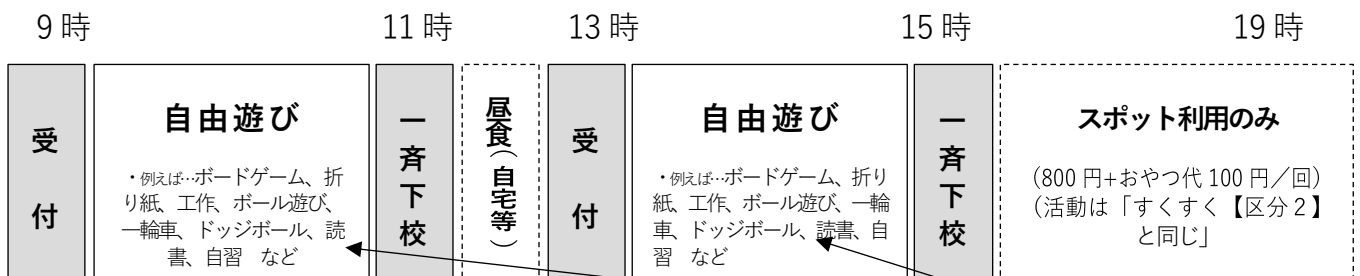 9時 11時 13時 15時 19時
受付
自由遊び
・例えば…ボードゲーム、折
り紙、工作、ボール遊び、
一輪車、ドッジボール、読
書、自習 など
一斉下校
昼食(自宅等)
受付
自由遊び
・例えば…ボードゲーム、折り
紙、工作、ボール遊び、一輪
車、ドッジボール、読書、自
習 など
一斉下校
スポット利用のみ
(800円+おやつ代100円/回)
(活動は「すくすく【区分2】
と同じ」